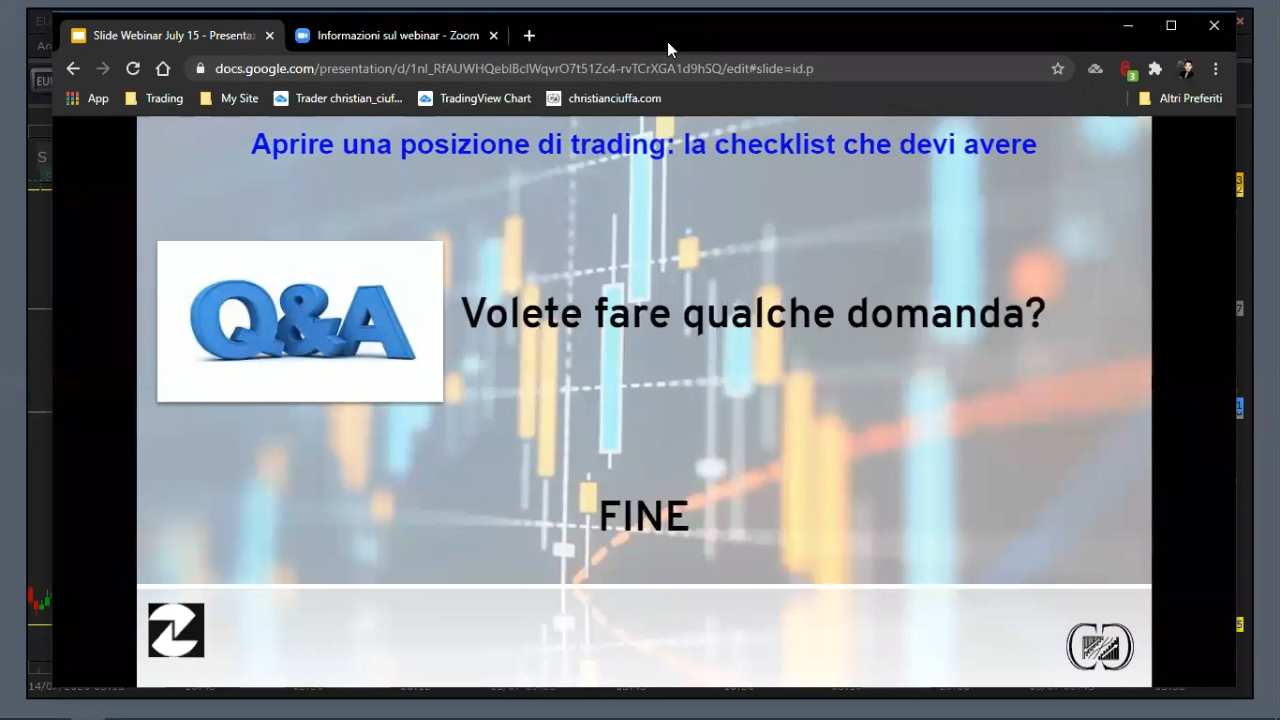 Slide Webinar July 15 - Presentaz
Informazioni sul webinar - Zoom
docs.google.com/presentation/d/1nl_RfAUWHQeblBclWqvrO7t51Zc4-rvTCrXGA1d9hSQ/edit#slide=id.p
3
App
Trading
My Site
Trader christian_ciuf...
TradingView Chart
christianciuffa.com
Altri Preferiti
Aprire una posizione di trading: la checklist che devi avere
Q&A
Volete fare qualche domanda?
FINE